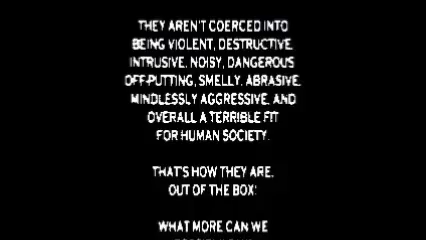 THEY AREN'T COERCED INTO
BEING VIOLENT, DESTRUCTIVE,
INTRUSIVE, NOISY, DANGEROUS
OFF-PUTTING, SMELLY, ABRASIVE,
MINDLESSLY AGGRESSIVE, AND
OVERALL A TERRIBLE FIT
FOR HUMAN SOCIETY.
THAT'S HOW THEY ARE,
OUT OF THE BOX!
WHAT MORE CAN WE